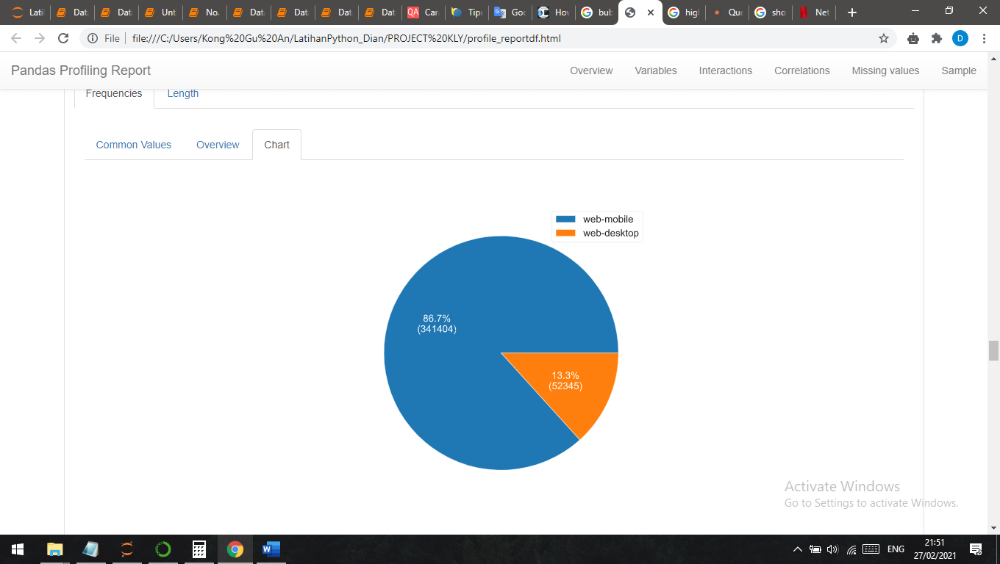 Lati
Dat
Dat
Unt
No.
Dat
Dat
Dat
Dat
QA
Car
Tip
Goo
Hov
bub
higl
Que
sho
Net
File
file:///C:/Users/Kong%20Gu%20An/LatihanPython_Dian/PROJECT%20KLY/profile_reportdf.html
D
Pandas Profiling Report
Overview
Variables
Interactions
Correlations
Missing values
Sample
Frequencies
Length
Common Values
Overview
Chart
web-mobile
web-desktop
86.7%
(341404)
13.3%
(52345)
Activate Windows
Go to Settings to activate Windows.
ENG
21:51
27/02/2021